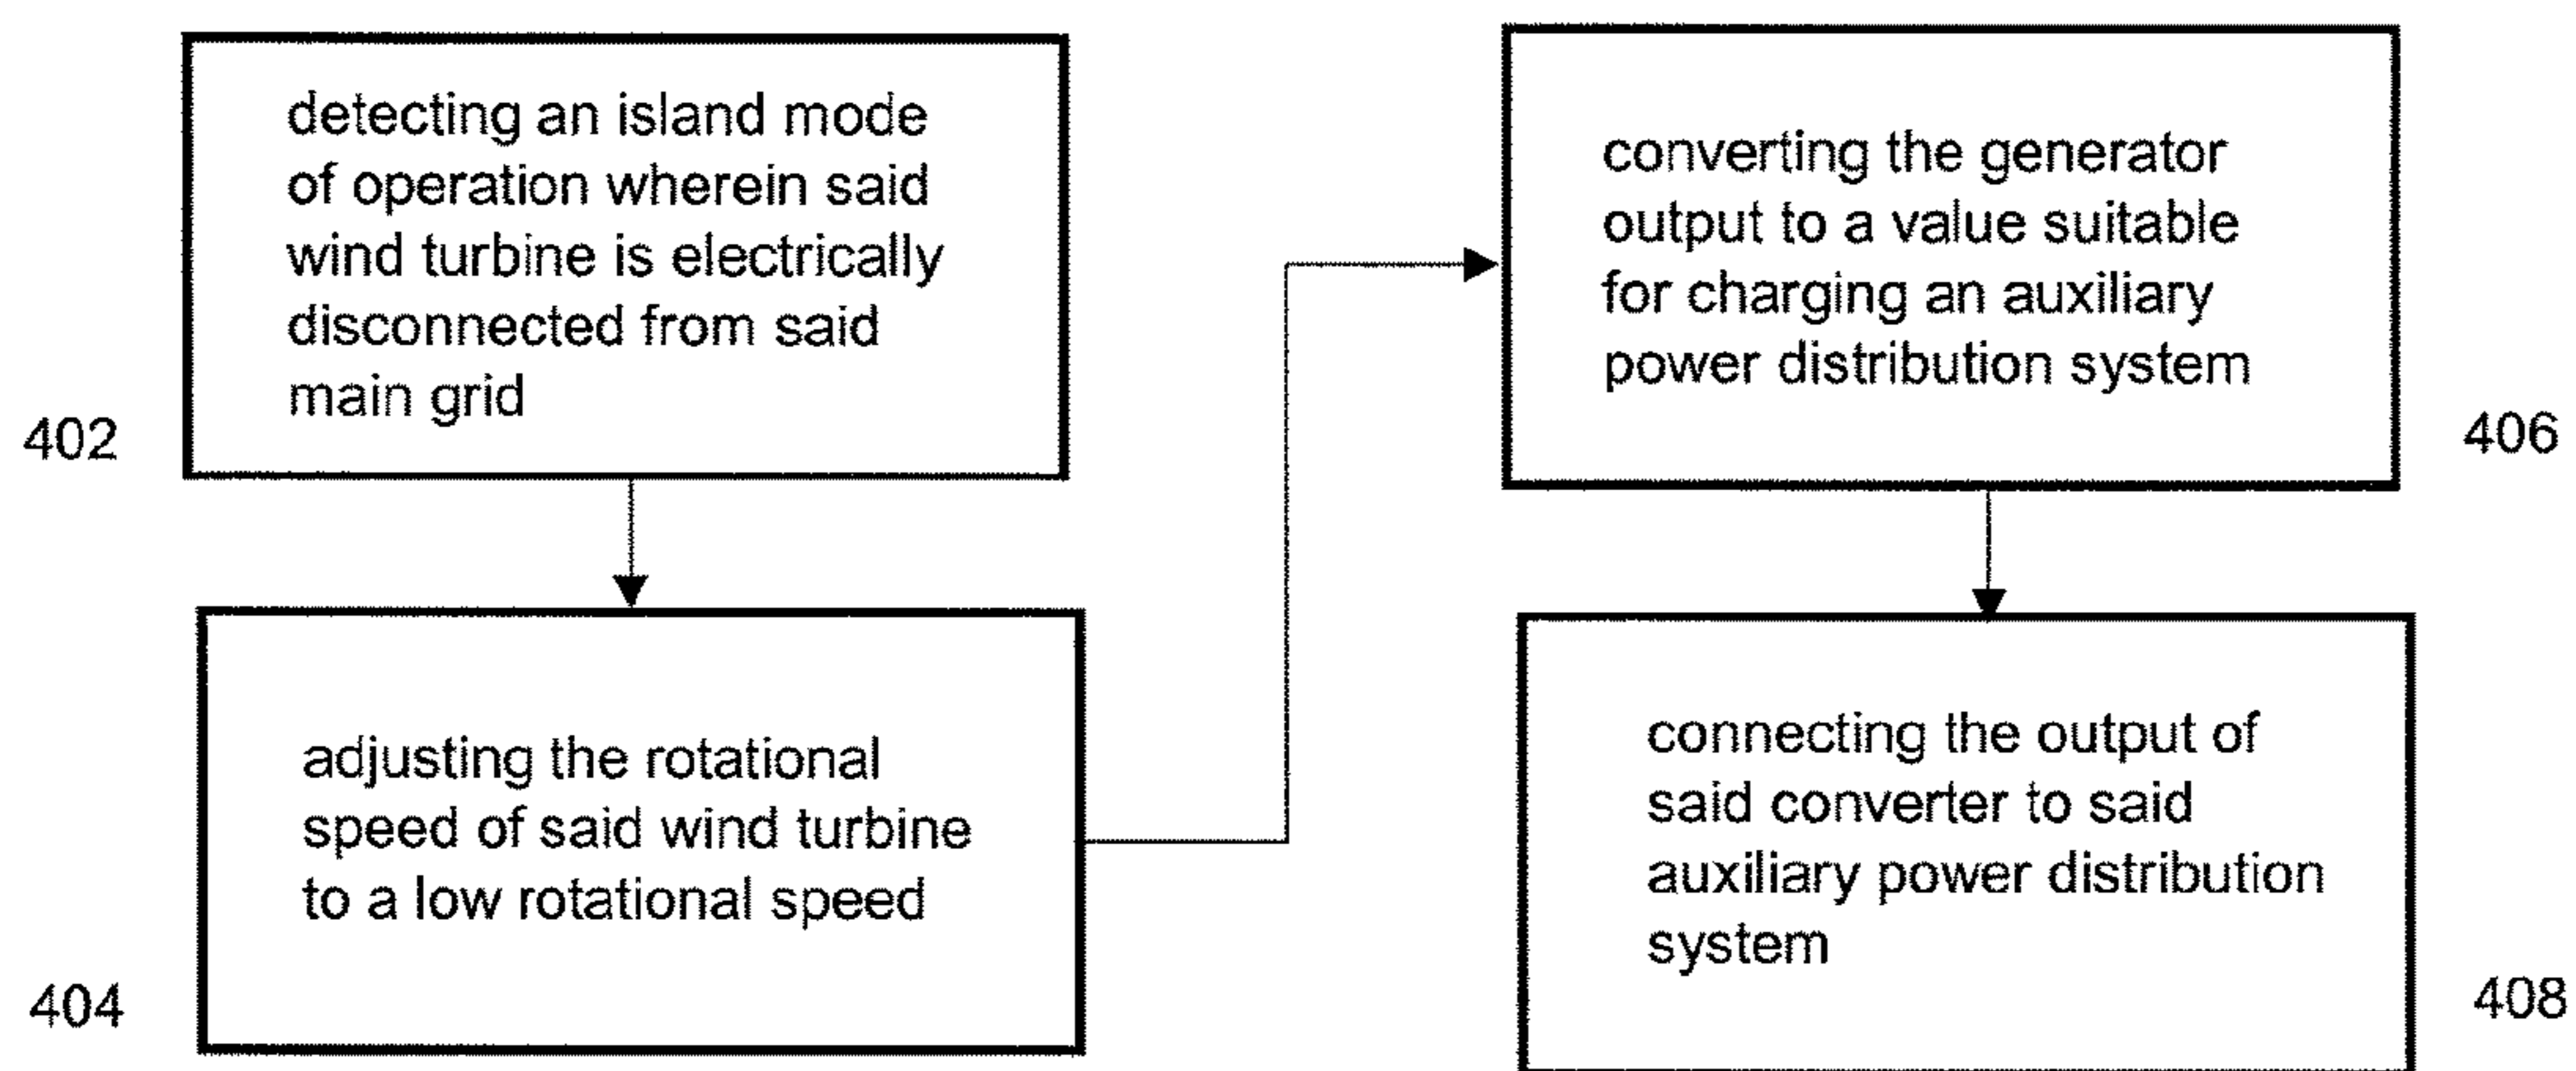 detecting an island mode
of operation wherein said
wind turbine is electrically
disconnected from said
main grid
402
adjusting the rotational
speed of said wind turbine
to a low rotational speed
404
converting the generator
output to a value suitable
for charging an auxiliary
power distribution system
406
connecting the output of
said converter to said
auxiliary power distribution
system
408